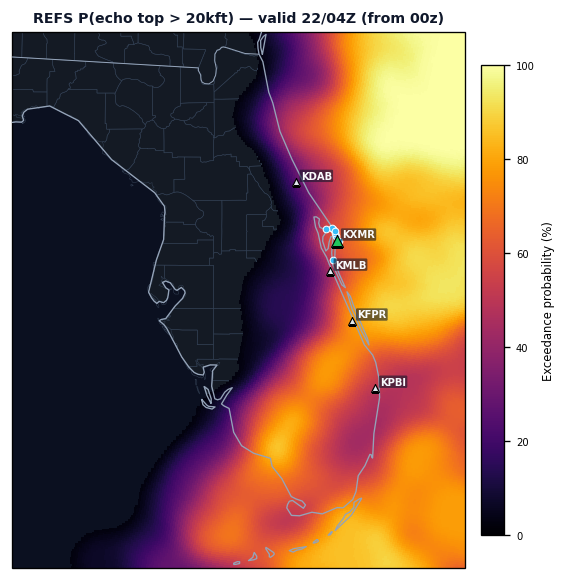 REFS P(echo top > 20kft) — valid 22/04Z (from 00z)
KDAB
KXMR
KMLB
KFPR
KPBI
100
80
60
40
20
0
Exceedance probability (%)